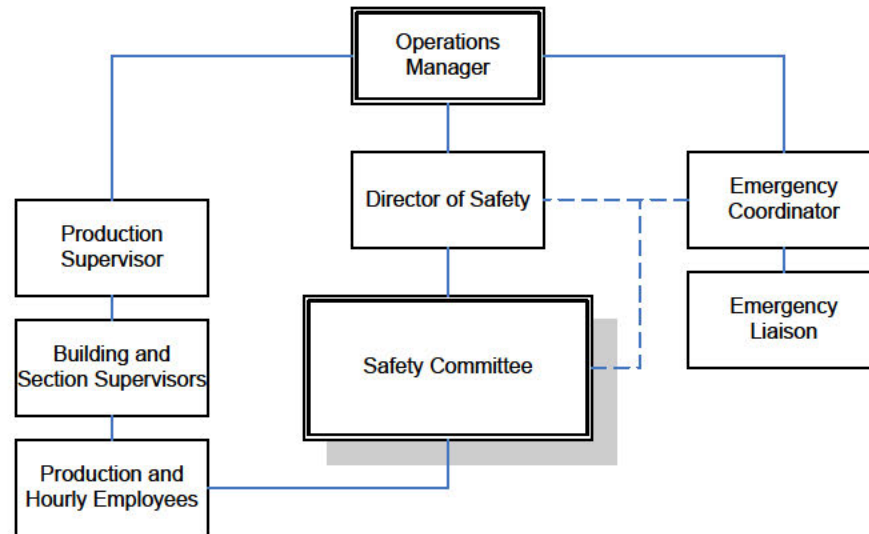 Operations
Manager
Director of Safety
Emergency
Coordinator
Production
Supervisor
Emergency
Liaison
Building and
Section Supervisors
Safety Committee
Production and
Hourly Employees